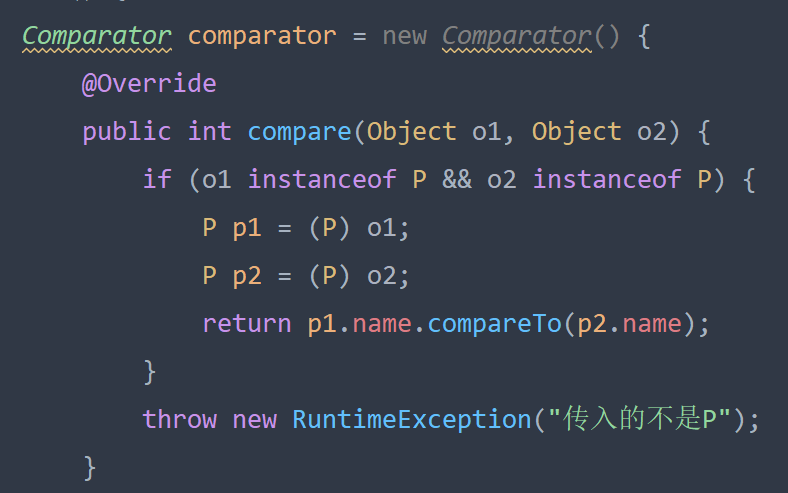 Comparator comparator = new Comparator() {
    @Override
    public int compare(Object o1, Object o2) {
        if (o1 instanceof P && o2 instanceof P) {
            P p1 = (P) o1;
            P p2 = (P) o2;
            return p1.name.compareTo(p2.name);
        }
        throw new RuntimeException("传入的不是P");
    }